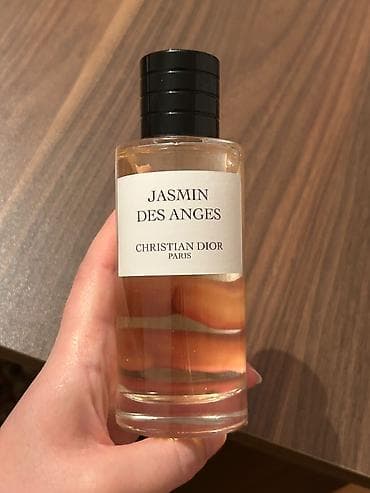 JASMIN
DES ANGES
CHRISTIAN DIOR
PARIS